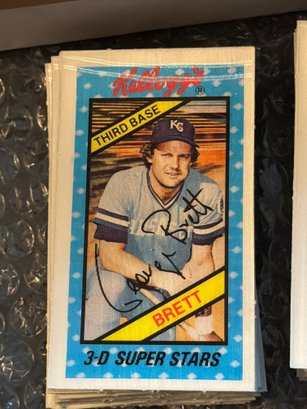 Kellogg's®
THIRD BASE
KC
George Brett
BRETT
3-D SUPER STARS